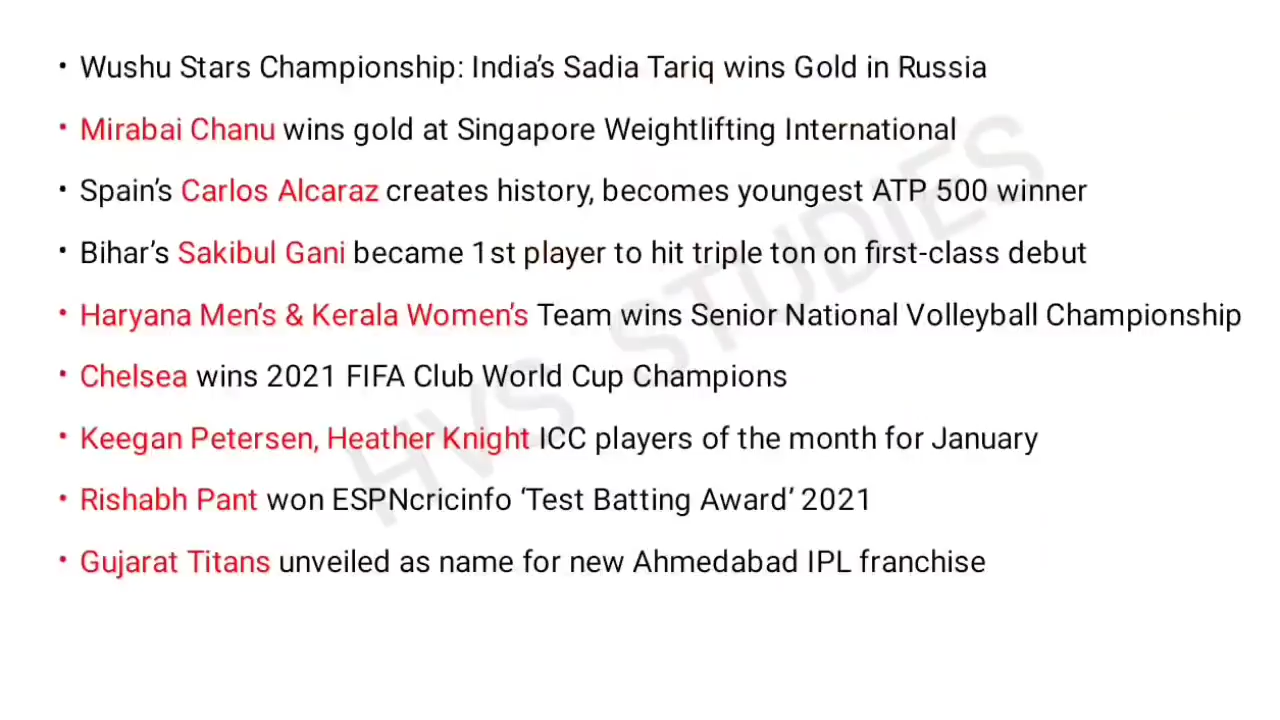 • Wushu Stars Championship: India's Sadia Tariq wins Gold in Russia
• Mirabai Chanu wins gold at Singapore Weightlifting International
• Spain's Carlos Alcaraz creates history, becomes youngest ATP 500 winner
• Bihar's Sakibul Gani became 1st player to hit triple ton on first-class debut
• Haryana Men's & Kerala Women's Team wins Senior National Volleyball Championship
• Chelsea wins 2021 FIFA Club World Cup Champions
• Keegan Petersen, Heather Knight ICC players of the month for January
• Rishabh Pant won ESPNcricinfo ‘Test Batting Award’ 2021
• Gujarat Titans unveiled as name for new Ahmedabad IPL franchise
HVS STUDIES